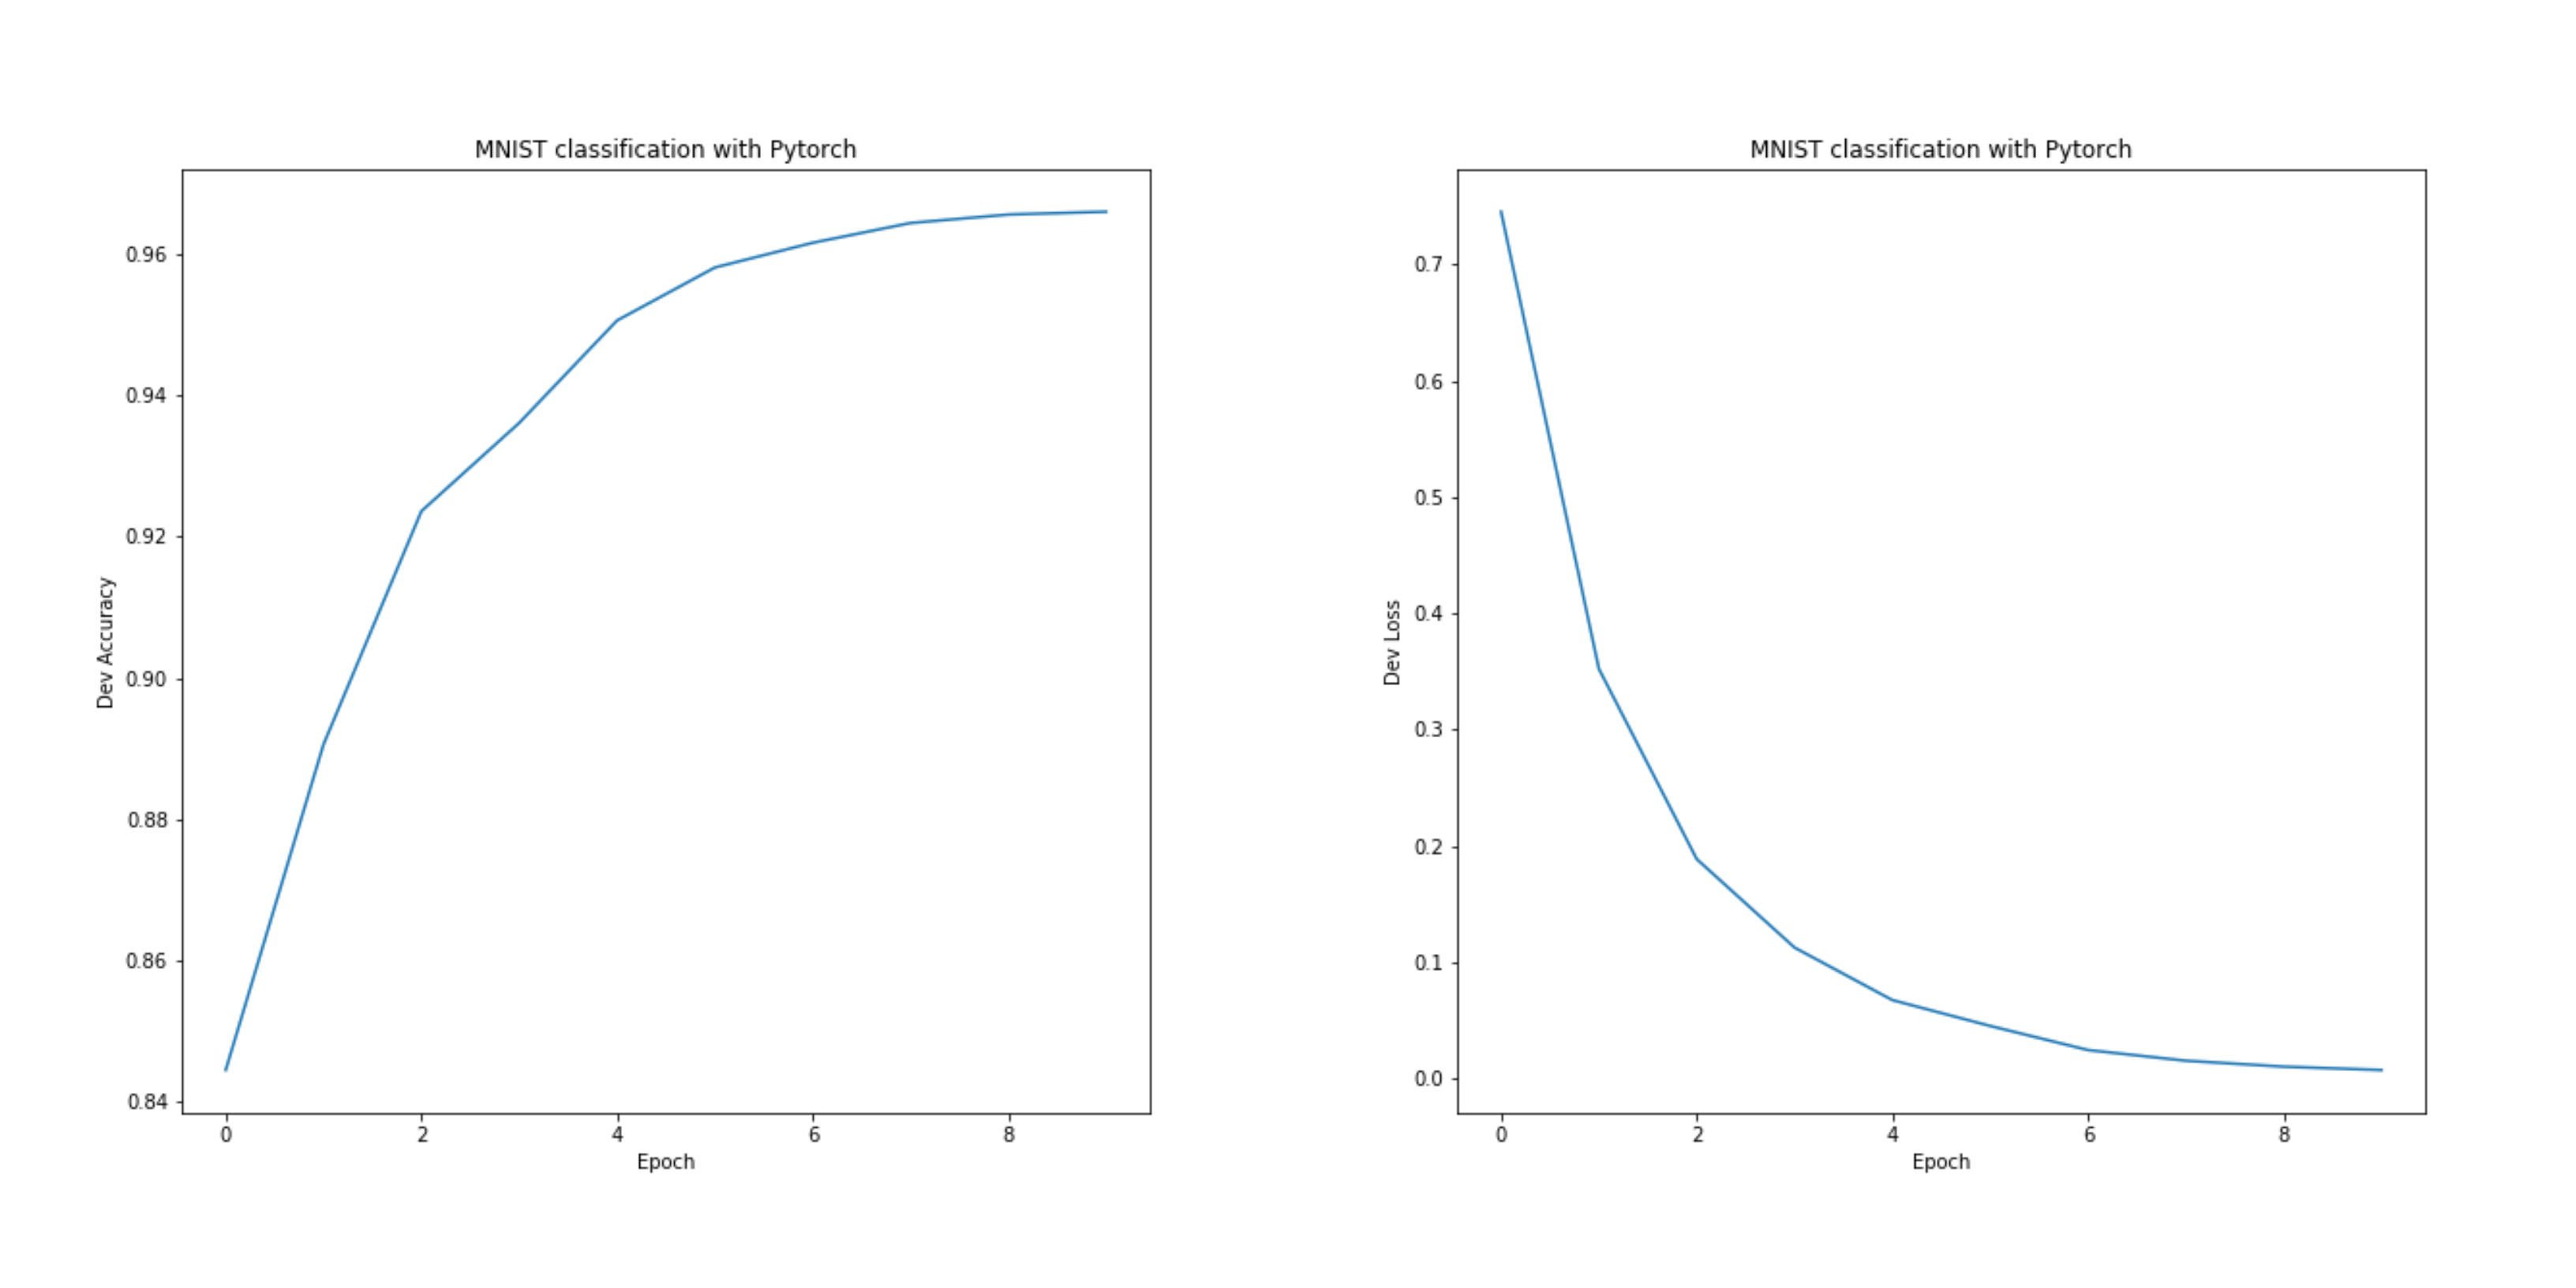 MNIST classification with Pytorch
0.96
0.94
0.92
0.90
0.88
0.86
0.84
Dev Accuracy
0 2 4 6 8
Epoch
MNIST classification with Pytorch
0.7
0.6
0.5
0.4
0.3
0.2
0.1
0.0
Dev Loss
0 2 4 6 8
Epoch